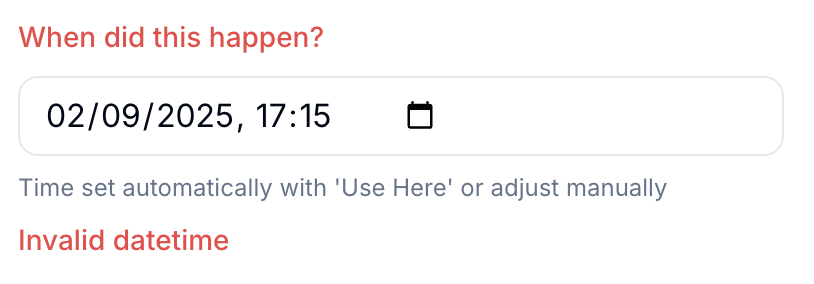 When did this happen?
02/09/2025, 17:15
Time set automatically with 'Use Here' or adjust manually
Invalid datetime